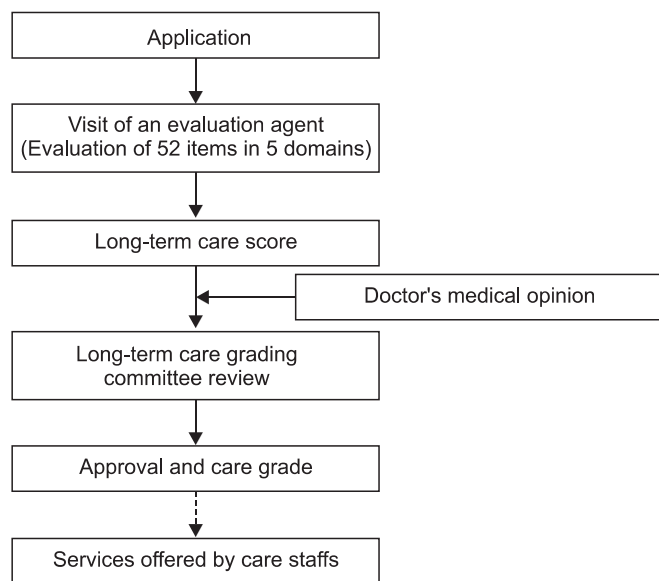 Application
Visit of an evaluation agent
(Evaluation of 52 items in 5 domains)
Long-term care score
Doctor's medical opinion
Long-term care grading
committee review
Approval and care grade
Services offered by care staffs